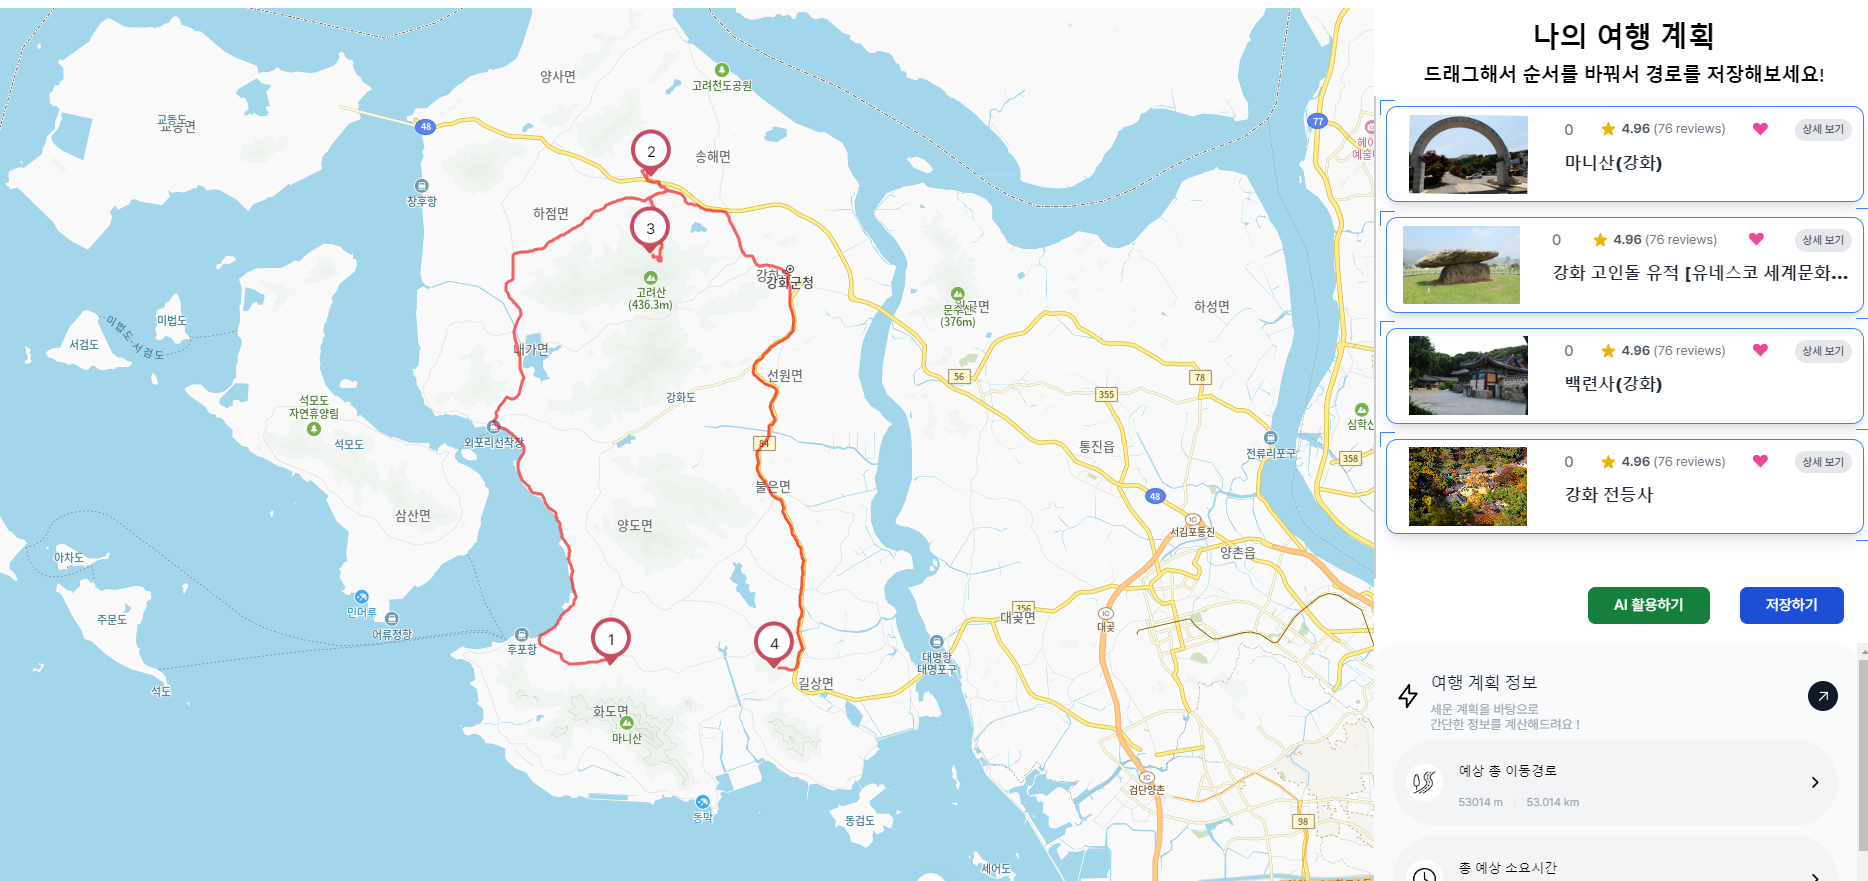 나의 여행 계획
드래그해서 순서를 바꿔서 경로를 저장해보세요!
0 4.96 (76 reviews) 상세 보기
마니산(강화)
0 4.96 (76 reviews) 상세 보기
강화 고인돌 유적 [유네스코 세계문화...
0 4.96 (76 reviews) 상세 보기
백련사(강화)
0 4.96 (76 reviews) 상세 보기
강화 전등사
AI 활용하기
저장하기
여행 계획 정보
세운 계획을 바탕으로
간단한 정보를 계산해드려요 !
예상 총 이동경로
53014 m 53.014 km
총 예상 소요시간
양사면
고려천도공원
교동도
48
77
2
송해면
창후항
하점면
3
강화군청
고려산
(436.3m)
문수산
(376m)
하성면
미법도
미법도-서검도
서검도
내가면
선원면
56
78
강화도
355
석모도
자연휴양림
석모도
외포리선착장
84
통진읍
전류리포구
358
심학산
불은면
48
삼산면
양도면
IC
서김포통진
양촌읍
아차도
민머루
주문도
어류정항
356
대곶면
IC
대곶
1
4
후포항
대명항
대명포구
석도
길상면
화도면
마니산
IC
검단양촌
동막
동검도
98
세어도